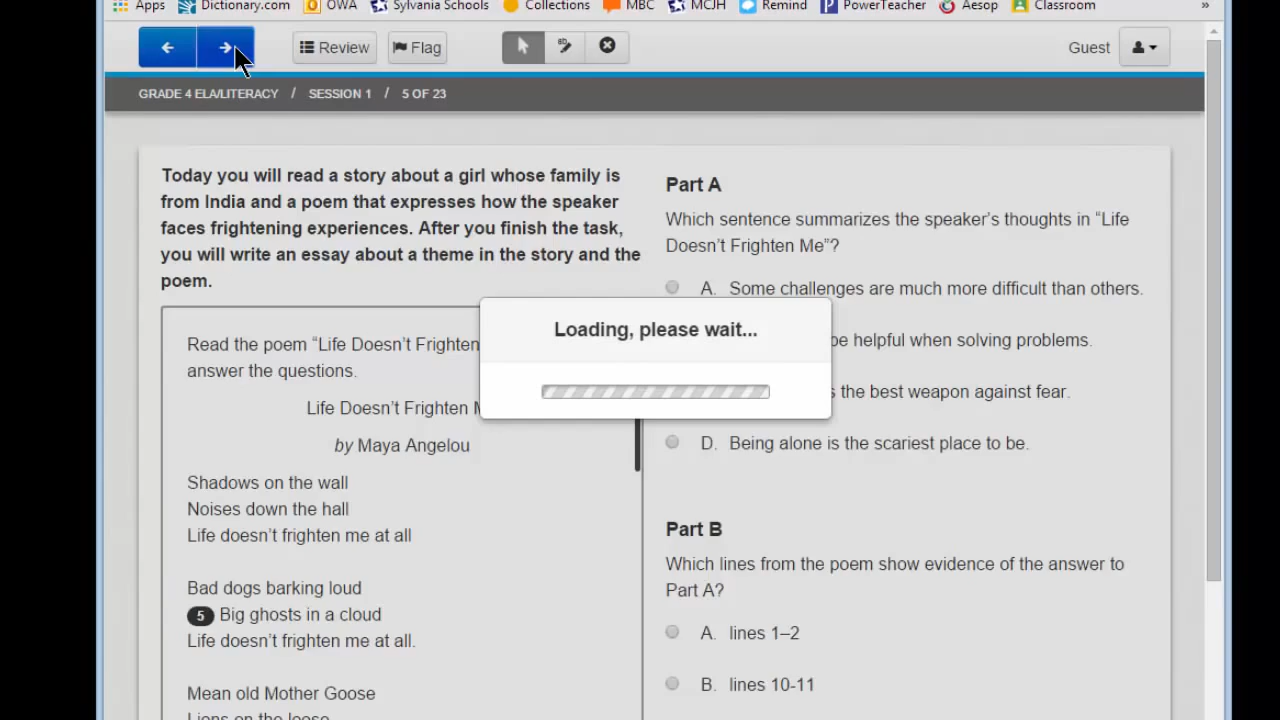 Apps Dictionary.com OWA Sylvania Schools Collections MBC MCJH Remind PowerTeacher Aesop Classroom »
Review Flag Guest
GRADE 4 ELA/LITERACY / SESSION 1 / 5 OF 23
Today you will read a story about a girl whose family is
from India and a poem that expresses how the speaker
faces frightening experiences. After you finish the task,
you will write an essay about a theme in the story and the
poem.
Read the poem “Life Doesn’t Frighten
answer the questions.
Life Doesn’t Frighten
by Maya Angelou
Shadows on the wall
Noises down the hall
Life doesn’t frighten me at all
Bad dogs barking loud
5 Big ghosts in a cloud
Life doesn’t frighten me at all.
Mean old Mother Goose
Lions on the loose
Loading, please wait...
Part A
Which sentence summarizes the speaker’s thoughts in “Life
Doesn’t Frighten Me”?
A. Some challenges are much more difficult than others.
be helpful when solving problems.
the best weapon against fear.
D. Being alone is the scariest place to be.
Part B
Which lines from the poem show evidence of the answer to
Part A?
A. lines 1–2
B. lines 10-11